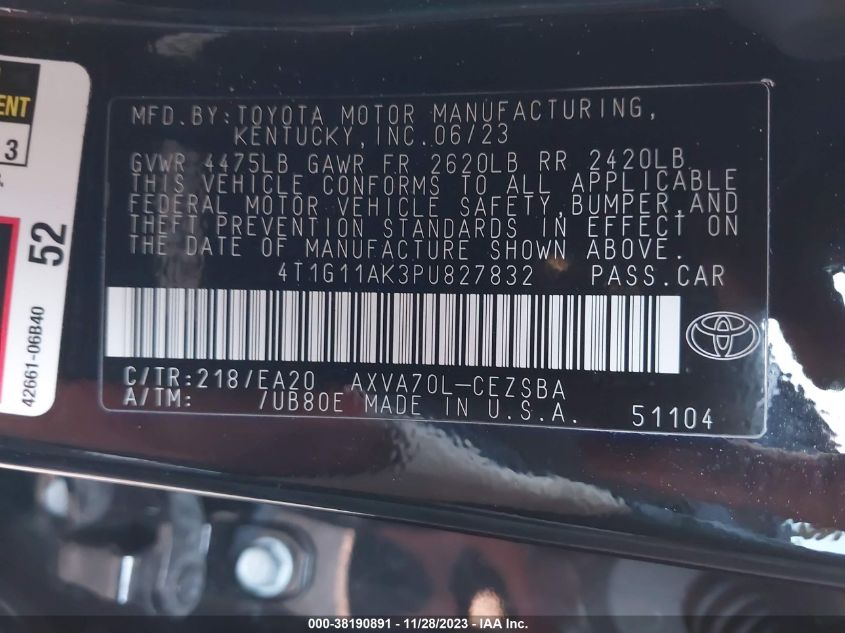 ENT
3
52
42661-06B40
MFD.BY:TOYOTA MOTOR MANUFACTURING,
KENTUCKY,INC.06/23
GVWR 4475LB GAWR FR 2620LB RR 2420LB
THIS VEHICLE CONFORMS TO ALL APPLICABLE
FEDERAL MOTOR VEHICLE SAFETY,BUMPER,AND
THEFT PREVENTION STANDARDS IN EFFECT ON
THE DATE OF MANUFACTURE SHOWN ABOVE.
4T1G11AK3PU827832 PASS.CAR
C/TR:218/EA20 AXVA70L-CEZSBA
A/TM: /UB80E MADE IN U.S.A. 51104
000-38190891 - 11/28/2023 - IAA Inc.